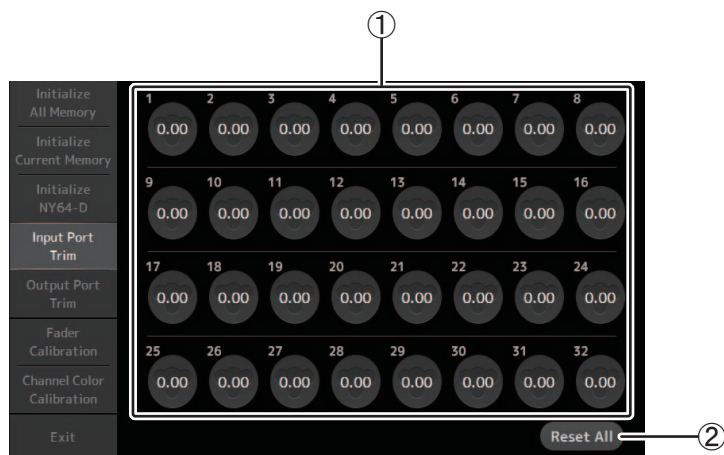 ①
Initialize
All Memory
Initialize
Current Memory
Initialize
NY64-D
Input Port
Trim
Output Port
Trim
Fader
Calibration
Channel Color
Calibration
Exit
1 2 3 4 5 6 7 8
0.00 0.00 0.00 0.00 0.00 0.00 0.00 0.00
9 10 11 12 13 14 15 16
0.00 0.00 0.00 0.00 0.00 0.00 0.00 0.00
17 18 19 20 21 22 23 24
0.00 0.00 0.00 0.00 0.00 0.00 0.00 0.00
25 26 27 28 29 30 31 32
0.00 0.00 0.00 0.00 0.00 0.00 0.00 0.00
Reset All ②